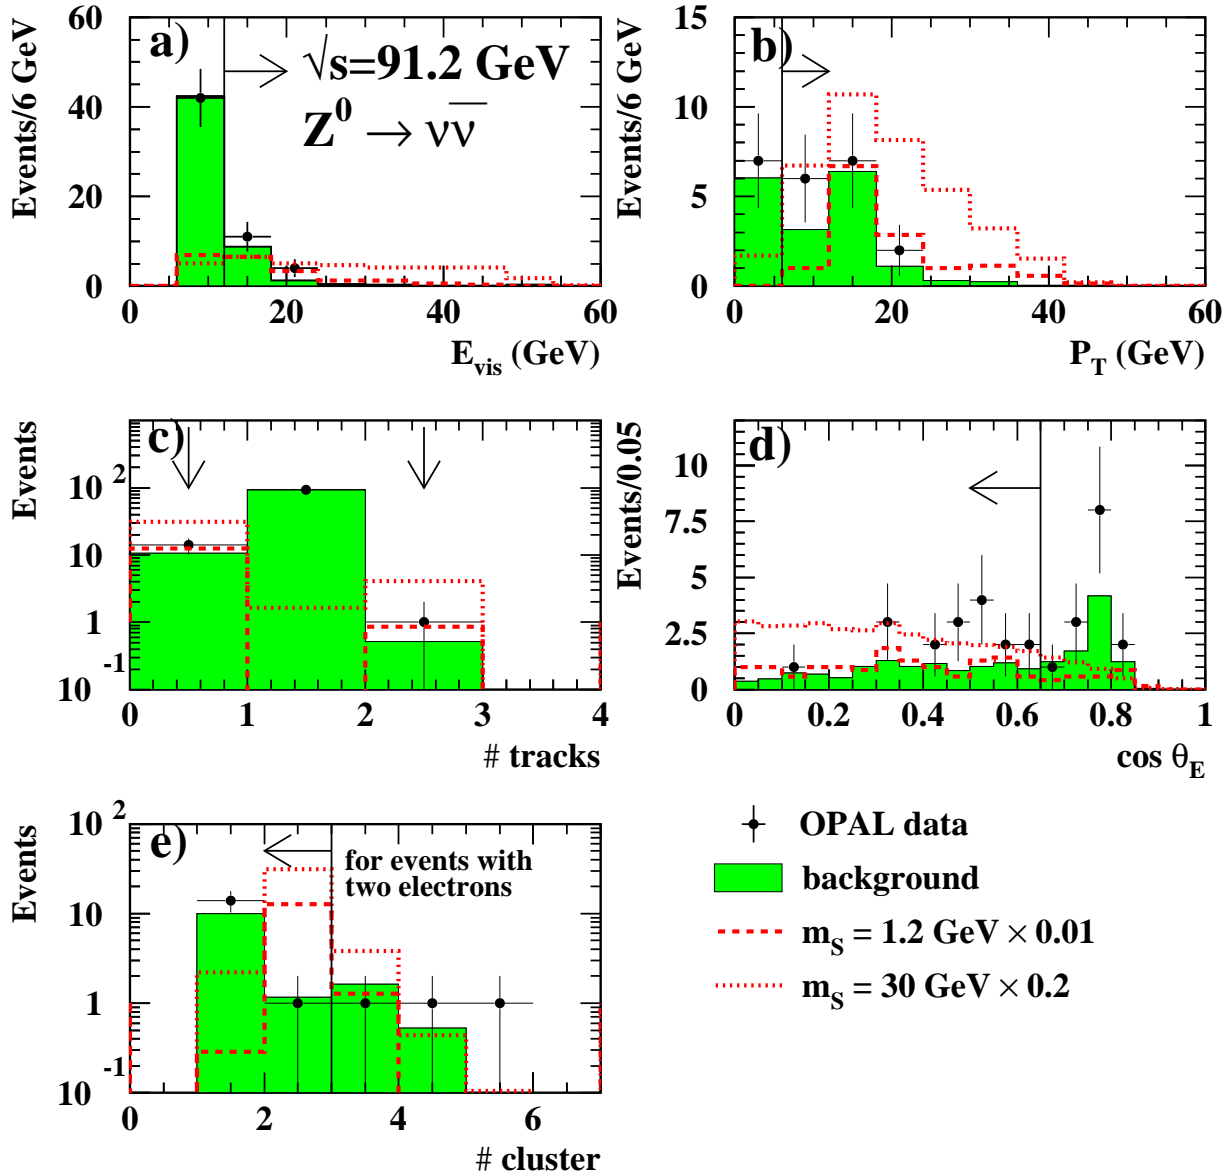 a)
√s=91.2 GeV
Z⁰ → νν̅
Events/6 GeV
60
40
20
0
0 20 40 60
E_vis (GeV)
b)
Events/6 GeV
15
10
5
0
0 20 40 60
P_T (GeV)
c)
Events
10²
10
1
10⁻¹
0 1 2 3 4
# tracks
d)
Events/0.05
10
7.5
5
2.5
0
0 0.2 0.4 0.6 0.8 1
cos θ_E
e)
for events with
two electrons
Events
10²
10
1
10⁻¹
0 2 4 6
# cluster
OPAL data
background
m_S = 1.2 GeV × 0.01
m_S = 30 GeV × 0.2